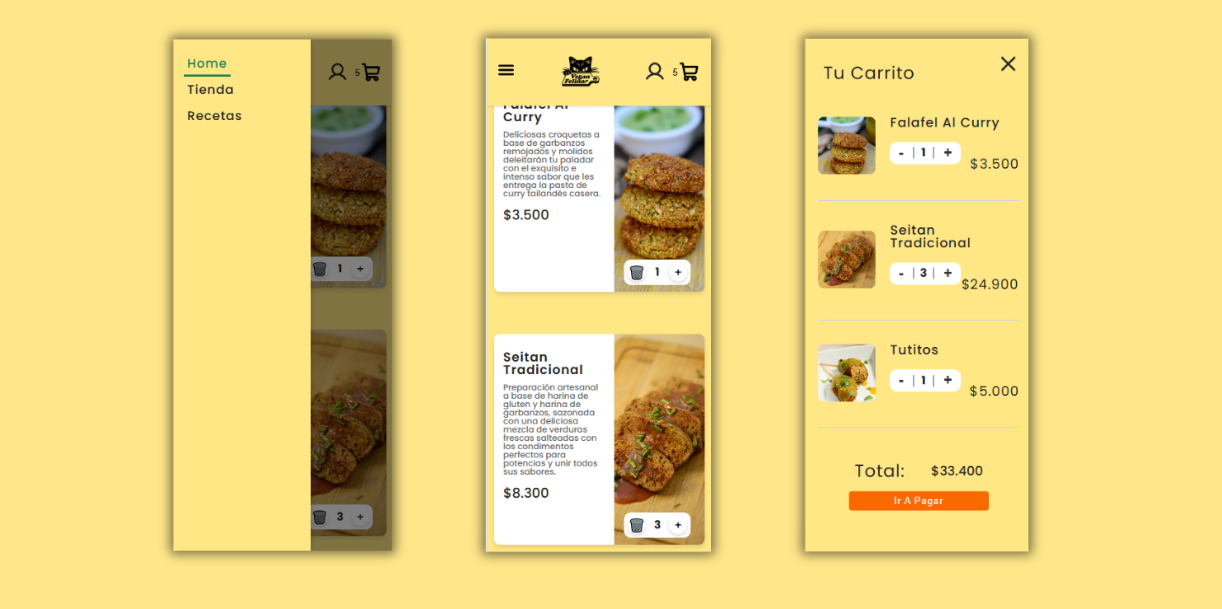 Home
Tienda
Recetas
5
1
+
3
+
5
Vegan
Felinar
Falafel Al
Curry
Deliciosas croquetas a
base de garbanzos
remojados y molidos
deleitarán tu paladar
con el exquisito e
intenso sabor que les
entrega la pasta de
curry tailandés casera.
$3.500
1 +
Seitan
Tradicional
Preparación artesanal
a base de harina de
gluten y harina de
garbanzos, sazonada
con una deliciosa
mezcla de verduras
frescas salteadas con
los condimentos
perfectos para
potencias y unir todos
sus sabores.
$8.300
3 +
Tu Carrito
Falafel Al Curry
- | 1 | +
$3.500
Seitan
Tradicional
- | 3 | +
$24.900
Tutitos
- | 1 | +
$5.000
Total: $33.400
Ir A Pagar